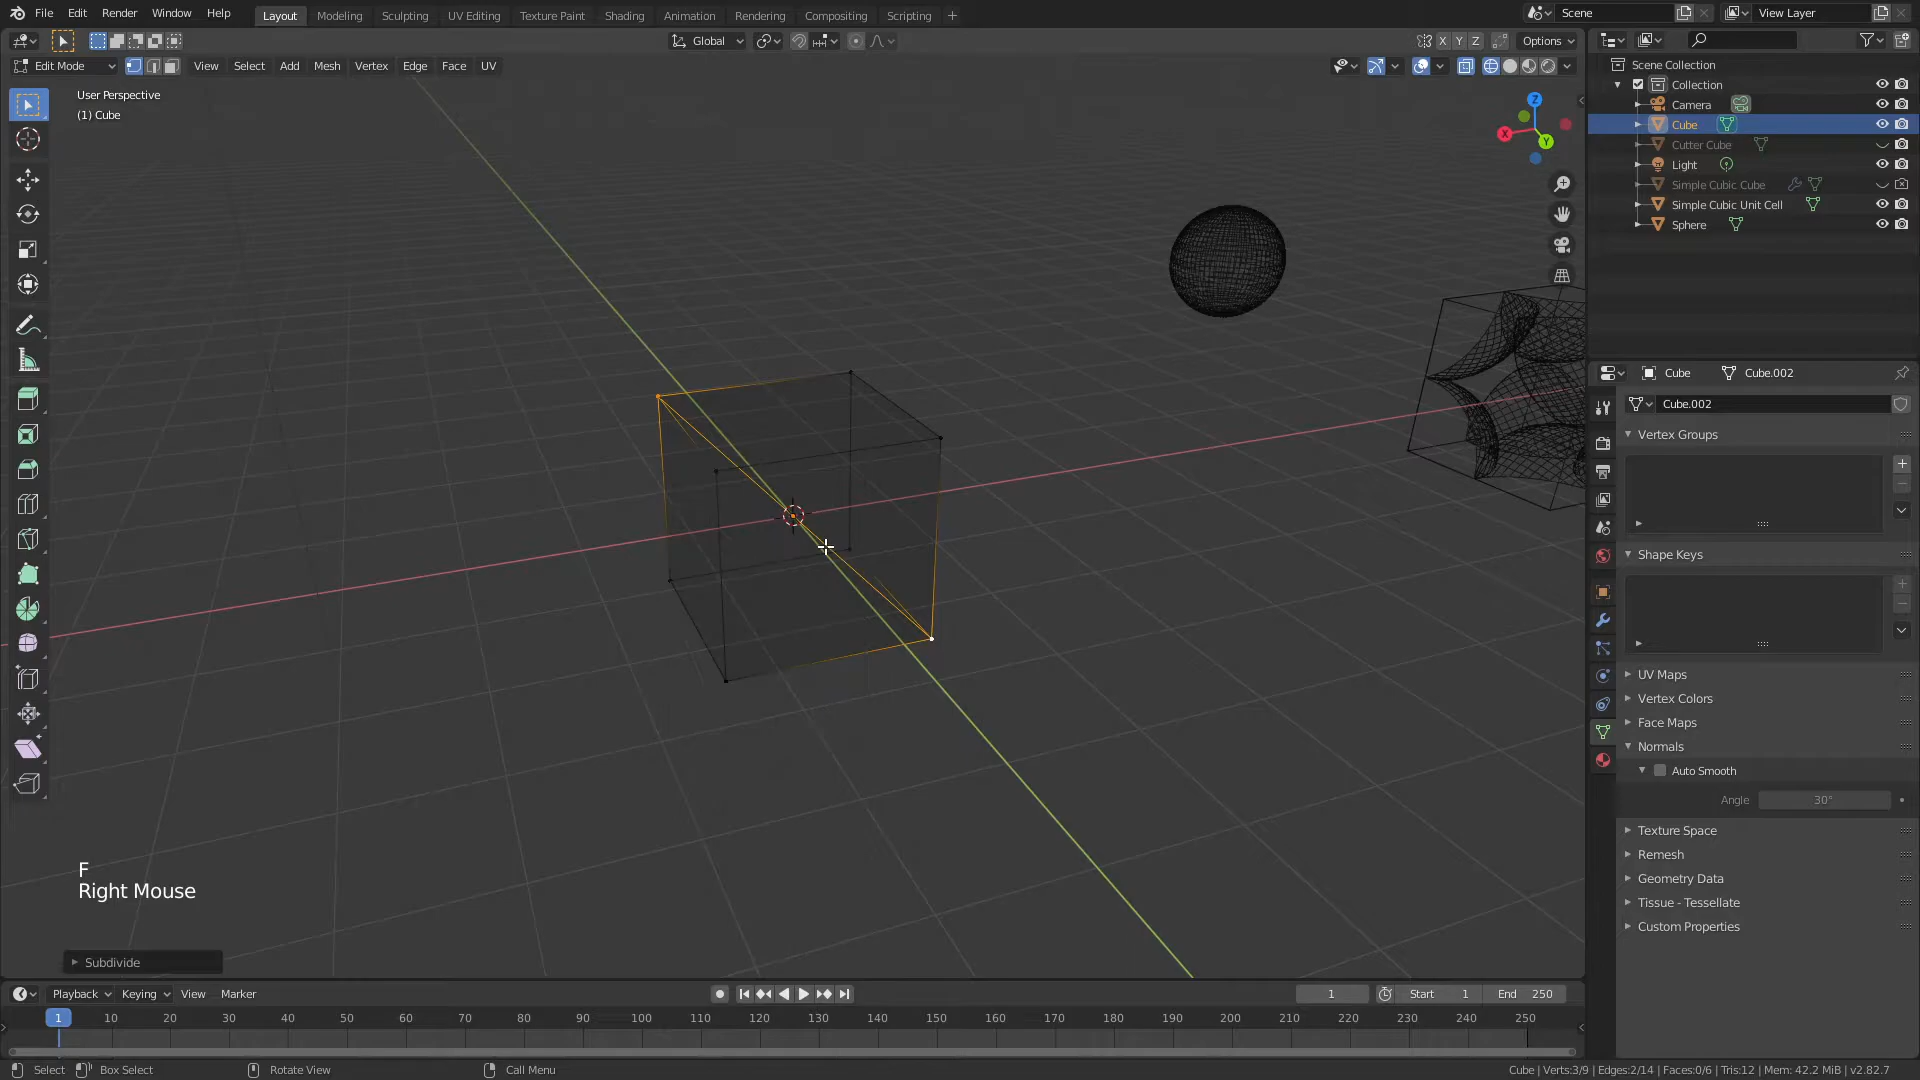 File Edit Render Window Help Layout Modeling Sculpting UV Editing Texture Paint Shading Animation Rendering Compositing Scripting + Scene View Layer
Global X Y Z Options
Edit Mode View Select Add Mesh Vertex Edge Face UV
User Perspective
(1) Cube
Z
X
Y
Scene Collection
Collection
Camera
Cube
Cutter Cube
Light
Simple Cubic Cube
Simple Cubic Unit Cell
Sphere
Cube Cube.002
Cube.002
Vertex Groups
Shape Keys
UV Maps
Vertex Colors
Face Maps
Normals
Auto Smooth
Angle 30°
Texture Space
Remesh
Geometry Data
Tissue - Tessellate
Custom Properties
F
Right Mouse
Subdivide
Playback Keying View Marker 1 Start 1 End 250
1 10 20 30 40 50 60 70 80 90 100 110 120 130 140 150 160 170 180 190 200 210 220 230 240 250
Select Box Select Rotate View Call Menu Cube | Verts:3/9 | Edges:2/14 | Faces:0/6 | Tris:12 | Mem: 42.2 MiB | v2.82.7